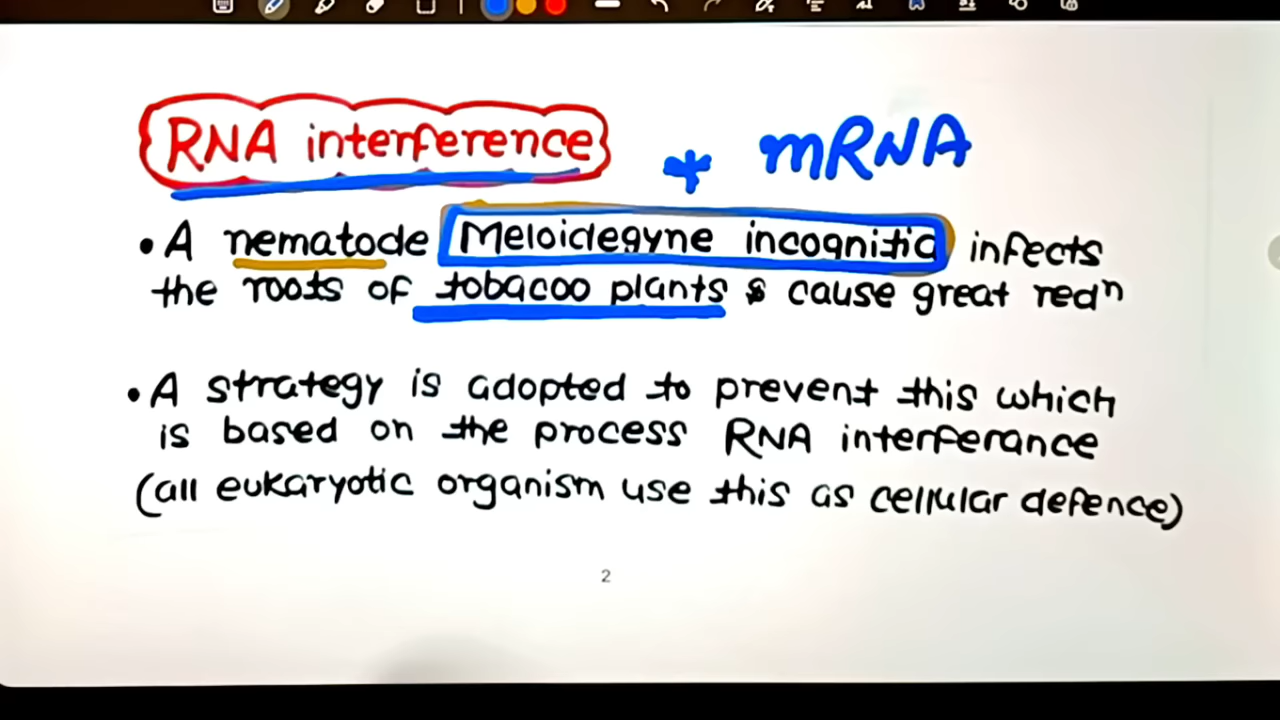 RNA interference * mRNA
• A nematode Meloidegyne incognitia infects
the roots of tobacoo plants & cause great redⁿ
• A strategy is adopted to prevent this which
is based on the process RNA interferance
(all eukaryotic organism use this as cellular defence)
2